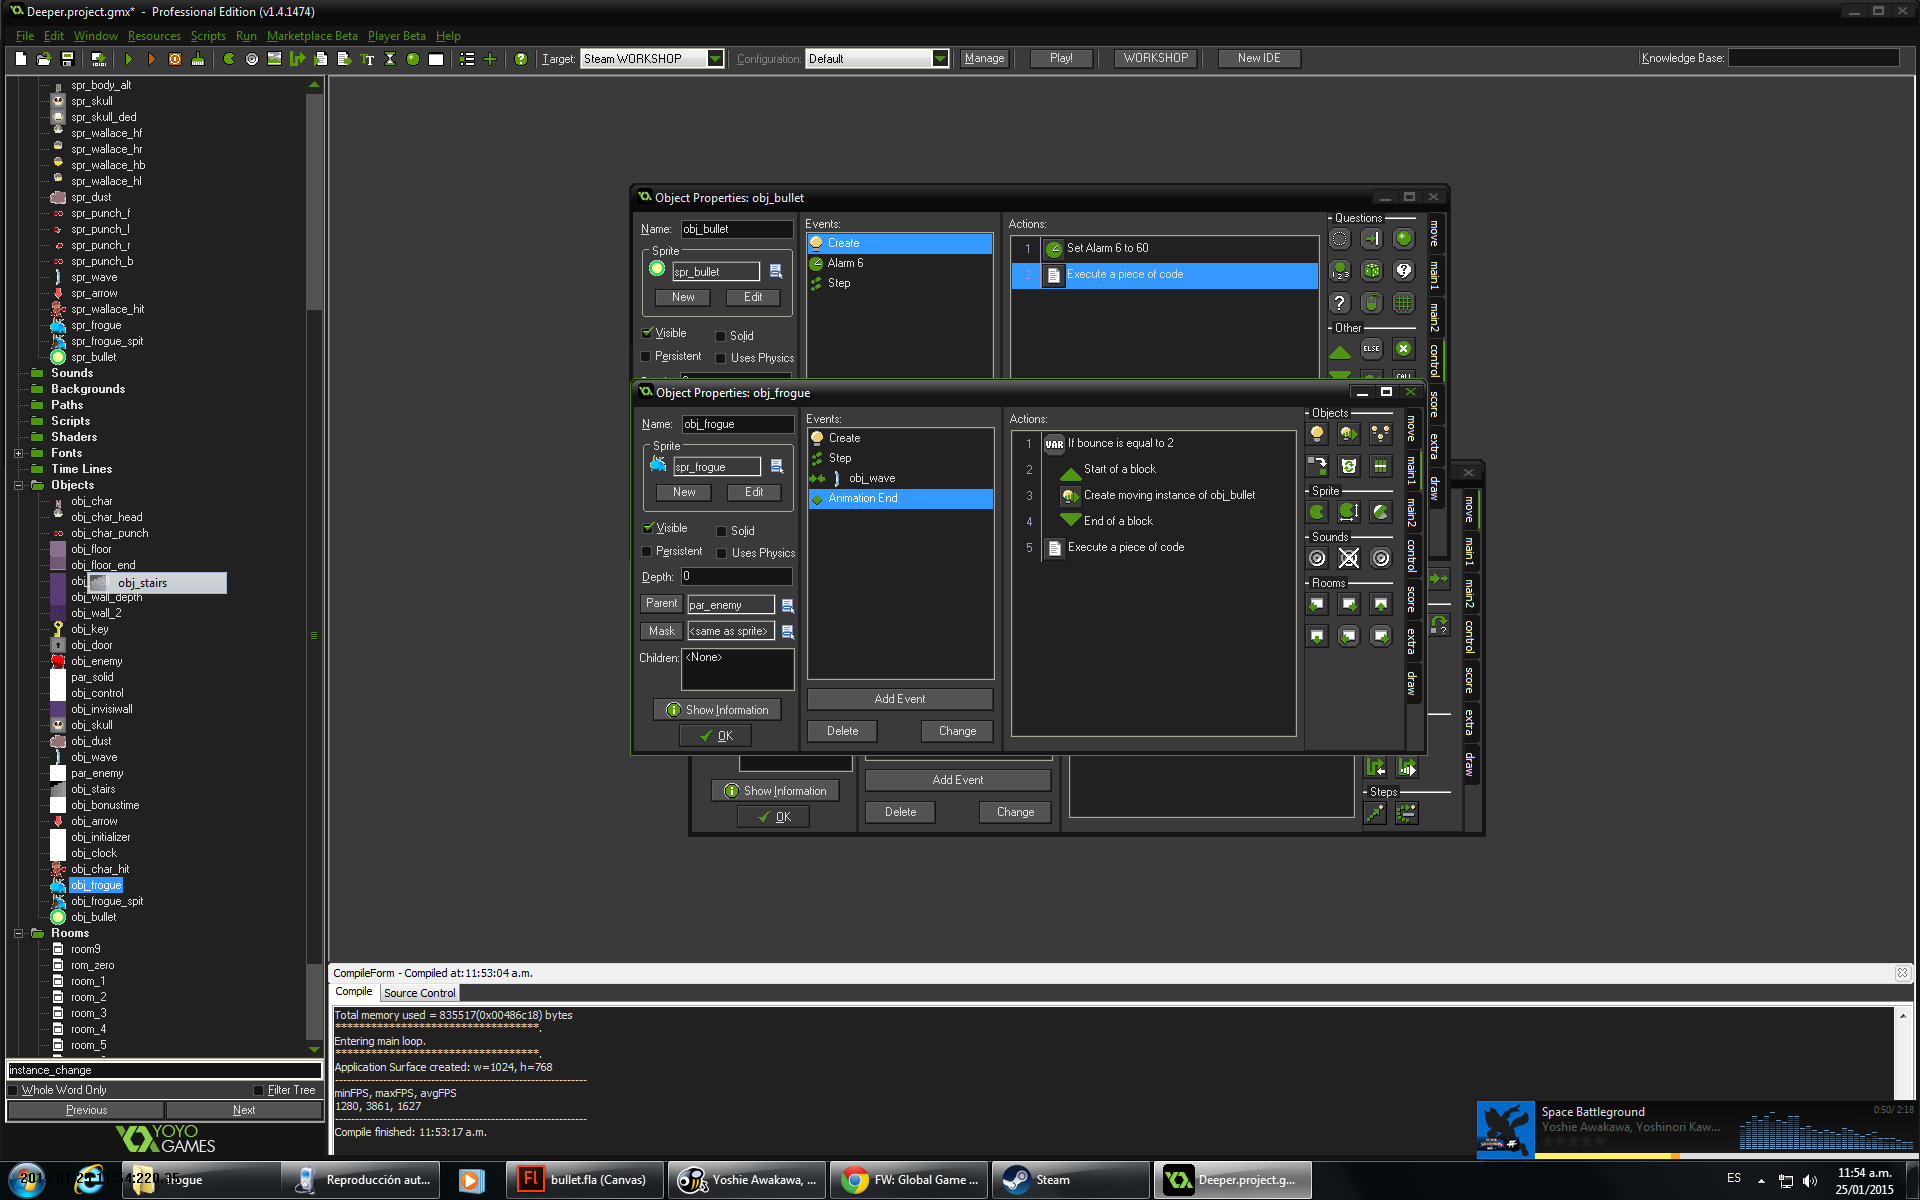 Deeper.project.gmx* - Professional Edition (v1.4.1474)
File Edit Window Resources Scripts Run Marketplace Beta Player Beta Help
Target: Steam WORKSHOP Configuration: Default Manage Play! WORKSHOP New IDE Knowledge Base:
spr_body_alt
spr_skull
spr_skull_ded
spr_wallace_hf
spr_wallace_hr
spr_wallace_hb
spr_wallace_hl
spr_dust
spr_punch_f
spr_punch_l
spr_punch_r
spr_punch_b
spr_wave
spr_arrow
spr_wallace_hit
spr_frogue
spr_frogue_spit
spr_bullet
Sounds
Backgrounds
Paths
Scripts
Shaders
Fonts
Time Lines
Objects
obj_char
obj_char_head
obj_char_punch
obj_floor
obj_floor_end
obj_stairs
obj_wall_depth
obj_wall_2
obj_key
obj_door
obj_enemy
par_solid
obj_control
obj_invisiwall
obj_skull
obj_dust
obj_wave
par_enemy
obj_stairs
obj_bonustime
obj_arrow
obj_initializer
obj_clock
obj_char_hit
obj_frogue
obj_frogue_spit
obj_bullet
Rooms
room9
rom_zero
room_1
room_2
room_3
room_4
room_5
instance_change
Whole Word Only Filter Tree
Previous Next
YOYO GAMES
Object Properties: obj_bullet
Name: obj_bullet
Sprite
spr_bullet
New Edit
Visible Solid
Persistent Uses Physics
Events:
Create
Alarm 6
Step
Actions:
1 Set Alarm 6 to 60
2 Execute a piece of code
Questions
Other
ELSE
move
main1
main2
control
score
extra
draw
Object Properties: obj_frogue
Name: obj_frogue
Sprite
spr_frogue
New Edit
Visible Solid
Persistent Uses Physics
Depth: 0
Parent par_enemy
Mask <same as sprite>
Children: <None>
Show Information
OK
Events:
Create
Step
obj_wave
Animation End
Add Event
Delete Change
Actions:
1 VAR If bounce is equal to 2
2 Start of a block
3 Create moving instance of obj_bullet
4 End of a block
5 Execute a piece of code
Objects
Sprite
Sounds
Rooms
move
main1
main2
control
score
extra
draw
move
main1
main2
control
score
extra
draw
Show Information
OK
Add Event
Delete Change
Steps
CompileForm - Compiled at:11:53:04 a.m.
Compile Source Control
Total memory used = 835517(0x00486c18) bytes
***********************************.
Entering main loop.
***********************************.
Application Surface created: w=1024, h=768
minFPS, maxFPS, avgFPS
1280, 3861, 1627
Compile finished: 11:53:17 a.m.
Space Battleground
Yoshie Awakawa, Yoshinori Kaw...
0:50/ 2:18
Reproducción aut...
bullet.fla (Canvas)
Yoshie Awakawa, ...
FW: Global Game ...
Steam
Deeper.project.g...
ES
11:54 a.m.
25/01/2015